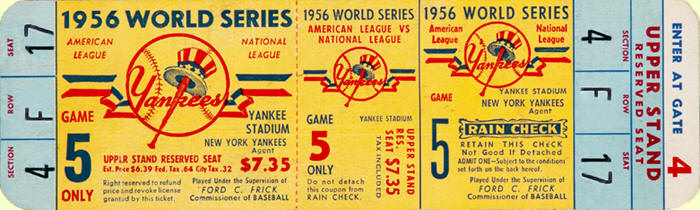 SEAT 17
ROW F
SECTION 4
1956 WORLD SERIES
AMERICAN LEAGUE
NATIONAL LEAGUE
Yankees
YANKEE STADIUM
NEW YORK YANKEES
Agent
GAME
5
ONLY
UPPER STAND RESERVED SEAT
Est. Price $6.39 Fed. Tax .64 City Tax .32
$7.35
Right reserved to refund
price and revoke license
granted by this ticket.
Played Under the Supervision of
FORD C. FRICK
Commissioner of BASEBALL
1956 WORLD SERIES
AMERICAN LEAGUE VS
NATIONAL LEAGUE
Yankees
YANKEE STADIUM
GAME
5
ONLY
Do not detach
this coupon from
RAIN CHECK.
UPPER STAND
RES. SEAT
$7.35
TAX INCLUDED
1956 WORLD SERIES
American League
National League
Yankees
YANKEE STADIUM
NEW YORK YANKEES
Agent
GAME
5
ONLY
RAIN CHECK
RETAIN THIS CHECK
Not Good If Detached
ADMIT ONE—Subject to the conditions
set forth on the back hereof.
Played Under the Supervision of
FORD C. FRICK
Commissioner of BASEBALL
4 SECTION
F ROW
17 SEAT
UPPER STAND
RESERVED SEAT
ENTER AT GATE
4